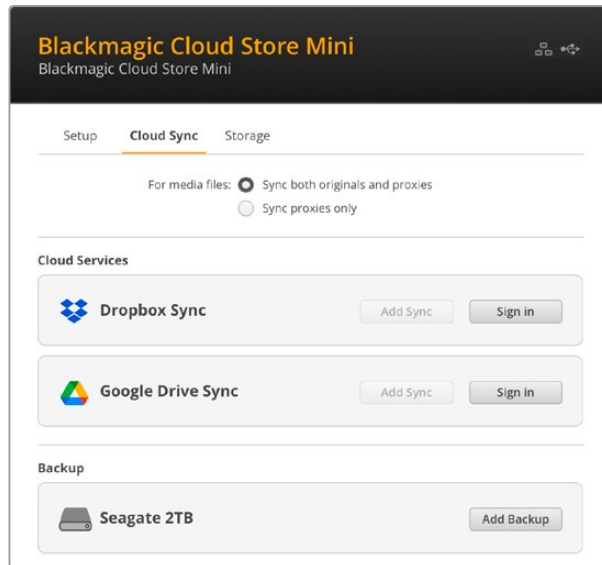 Blackmagic Cloud Store Mini
Blackmagic Cloud Store Mini
Setup Cloud Sync Storage
For media files: Sync both originals and proxies
Sync proxies only
Cloud Services
Dropbox Sync Add Sync Sign in
Google Drive Sync Add Sync Sign in
Backup
Seagate 2TB Add Backup